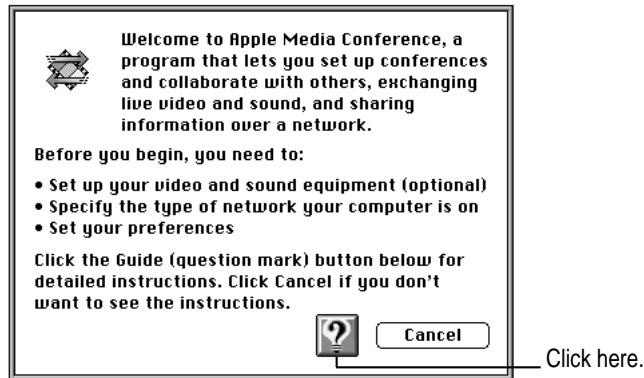 Welcome to Apple Media Conference, a
program that lets you set up conferences
and collaborate with others, exchanging
live video and sound, and sharing
information over a network.
Before you begin, you need to:
• Set up your video and sound equipment (optional)
• Specify the type of network your computer is on
• Set your preferences
Click the Guide (question mark) button below for
detailed instructions. Click Cancel if you don't
want to see the instructions.
?
Cancel
Click here.